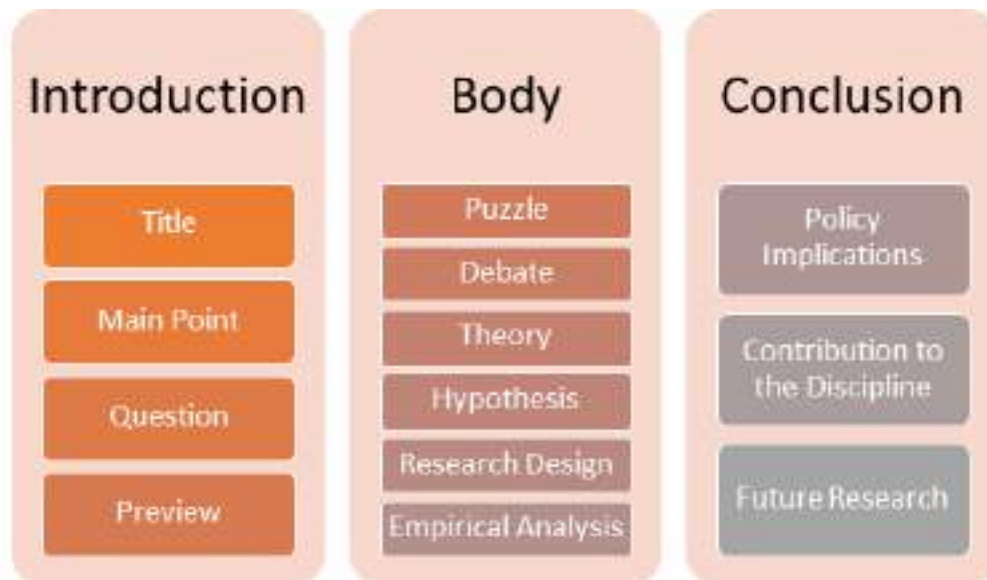 Introduction
Title
Main Point
Question
Preview
Body
Puzzle
Debate
Theory
Hypothesis
Research Design
Empirical Analysis
Conclusion
Policy
Implications
Contribution to
the Discipline
Future Research